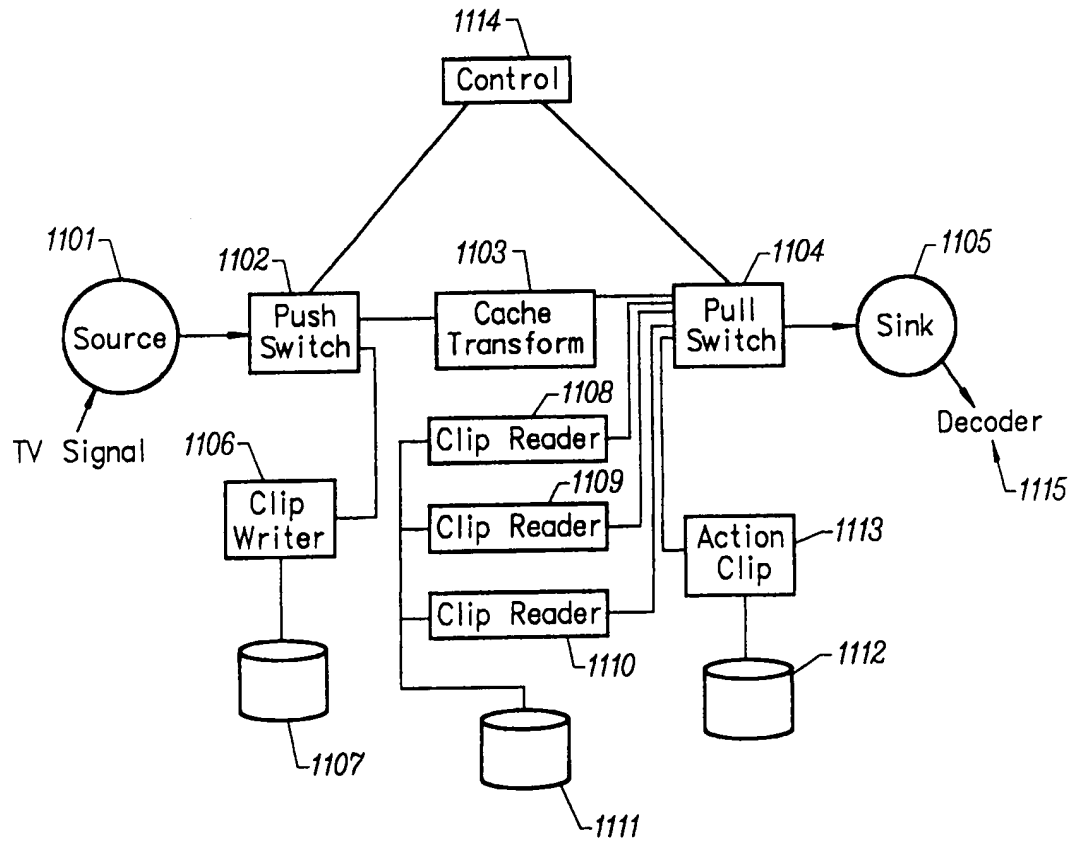 1114
Control
1101
1102
1103
1104
1105
Source
Push
Switch
Cache
Transform
Pull
Switch
Sink
TV Signal
Decoder
1115
1106
Clip
Writer
1107
1108
Clip Reader
1109
Clip Reader
Clip Reader
1110
1111
Action
Clip
1113
1112